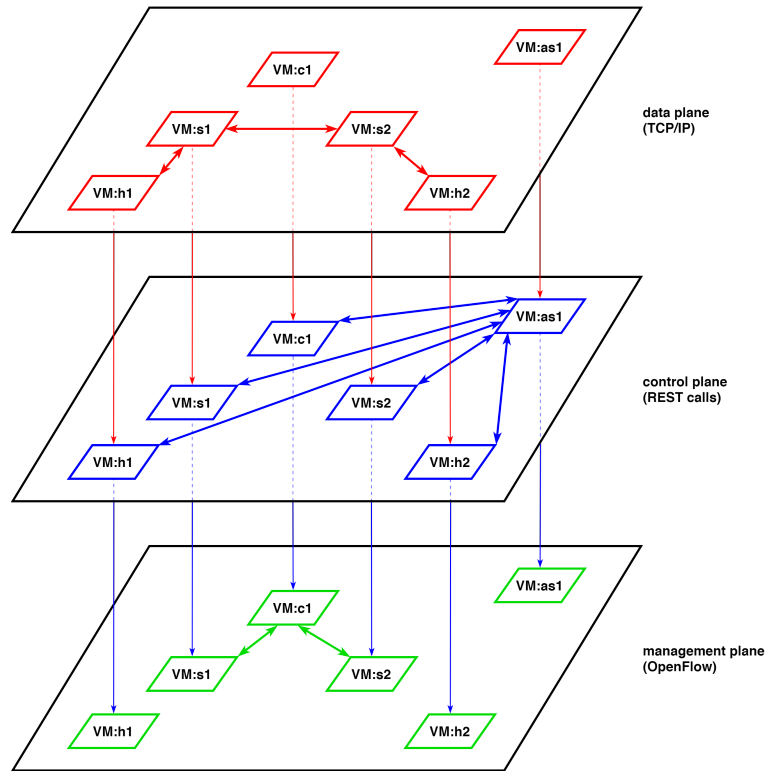 VM:as1
VM:c1
VM:s1
VM:s2
VM:h1
VM:h2
data plane
(TCP/IP)
VM:as1
VM:c1
VM:s1
VM:s2
VM:h1
VM:h2
control plane
(REST calls)
VM:as1
VM:c1
VM:s1
VM:s2
VM:h1
VM:h2
management plane
(OpenFlow)